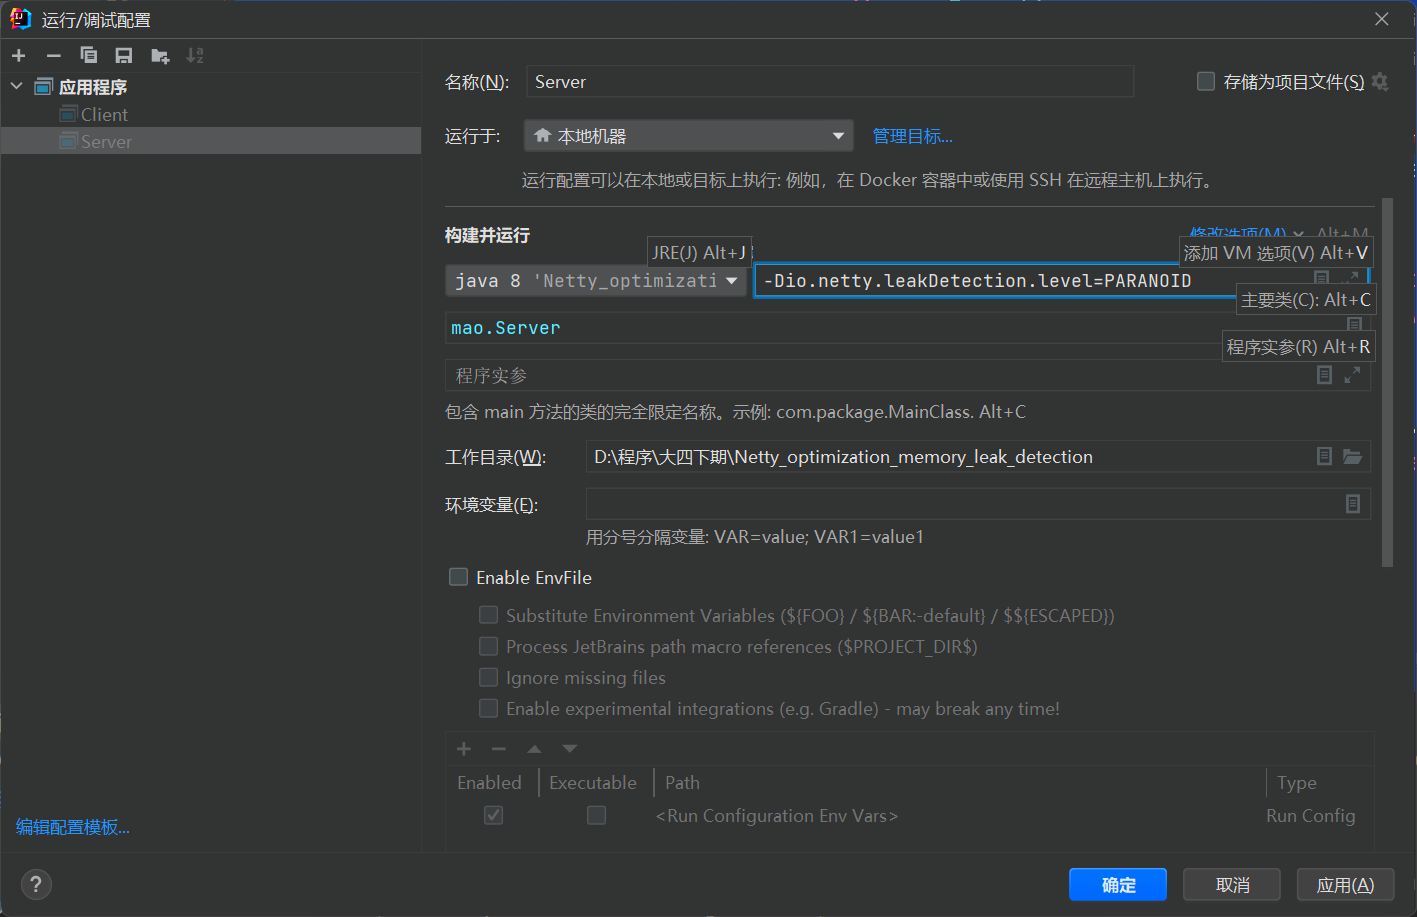 运行/调试配置
应用程序
Client
Server
编辑配置模板...
名称(N):
Server
存储为项目文件(S)
运行于:
本地机器
管理目标...
运行配置可以在本地或目标上执行: 例如，在 Docker 容器中或使用 SSH 在远程主机上执行。
构建并运行
修改选项(M)
Alt+M
JRE(J) Alt+J
添加 VM 选项(V) Alt+V
java 8 'Netty_optimizati
-Dio.netty.leakDetection.level=PARANOID
主要类(C): Alt+C
mao.Server
程序实参(R) Alt+R
程序实参
包含 main 方法的类的完全限定名称。示例: com.package.MainClass. Alt+C
工作目录(W):
D:\程序\大四下期\Netty_optimization_memory_leak_detection
环境变量(E):
用分号分隔变量: VAR=value; VAR1=value1
Enable EnvFile
Substitute Environment Variables (${FOO} / ${BAR:-default} / $${ESCAPED})
Process JetBrains path macro references ($PROJECT_DIR$)
Ignore missing files
Enable experimental integrations (e.g. Gradle) - may break any time!
Enabled
Executable
Path
Type
<Run Configuration Env Vars>
Run Config
?
确定
取消
应用(A)